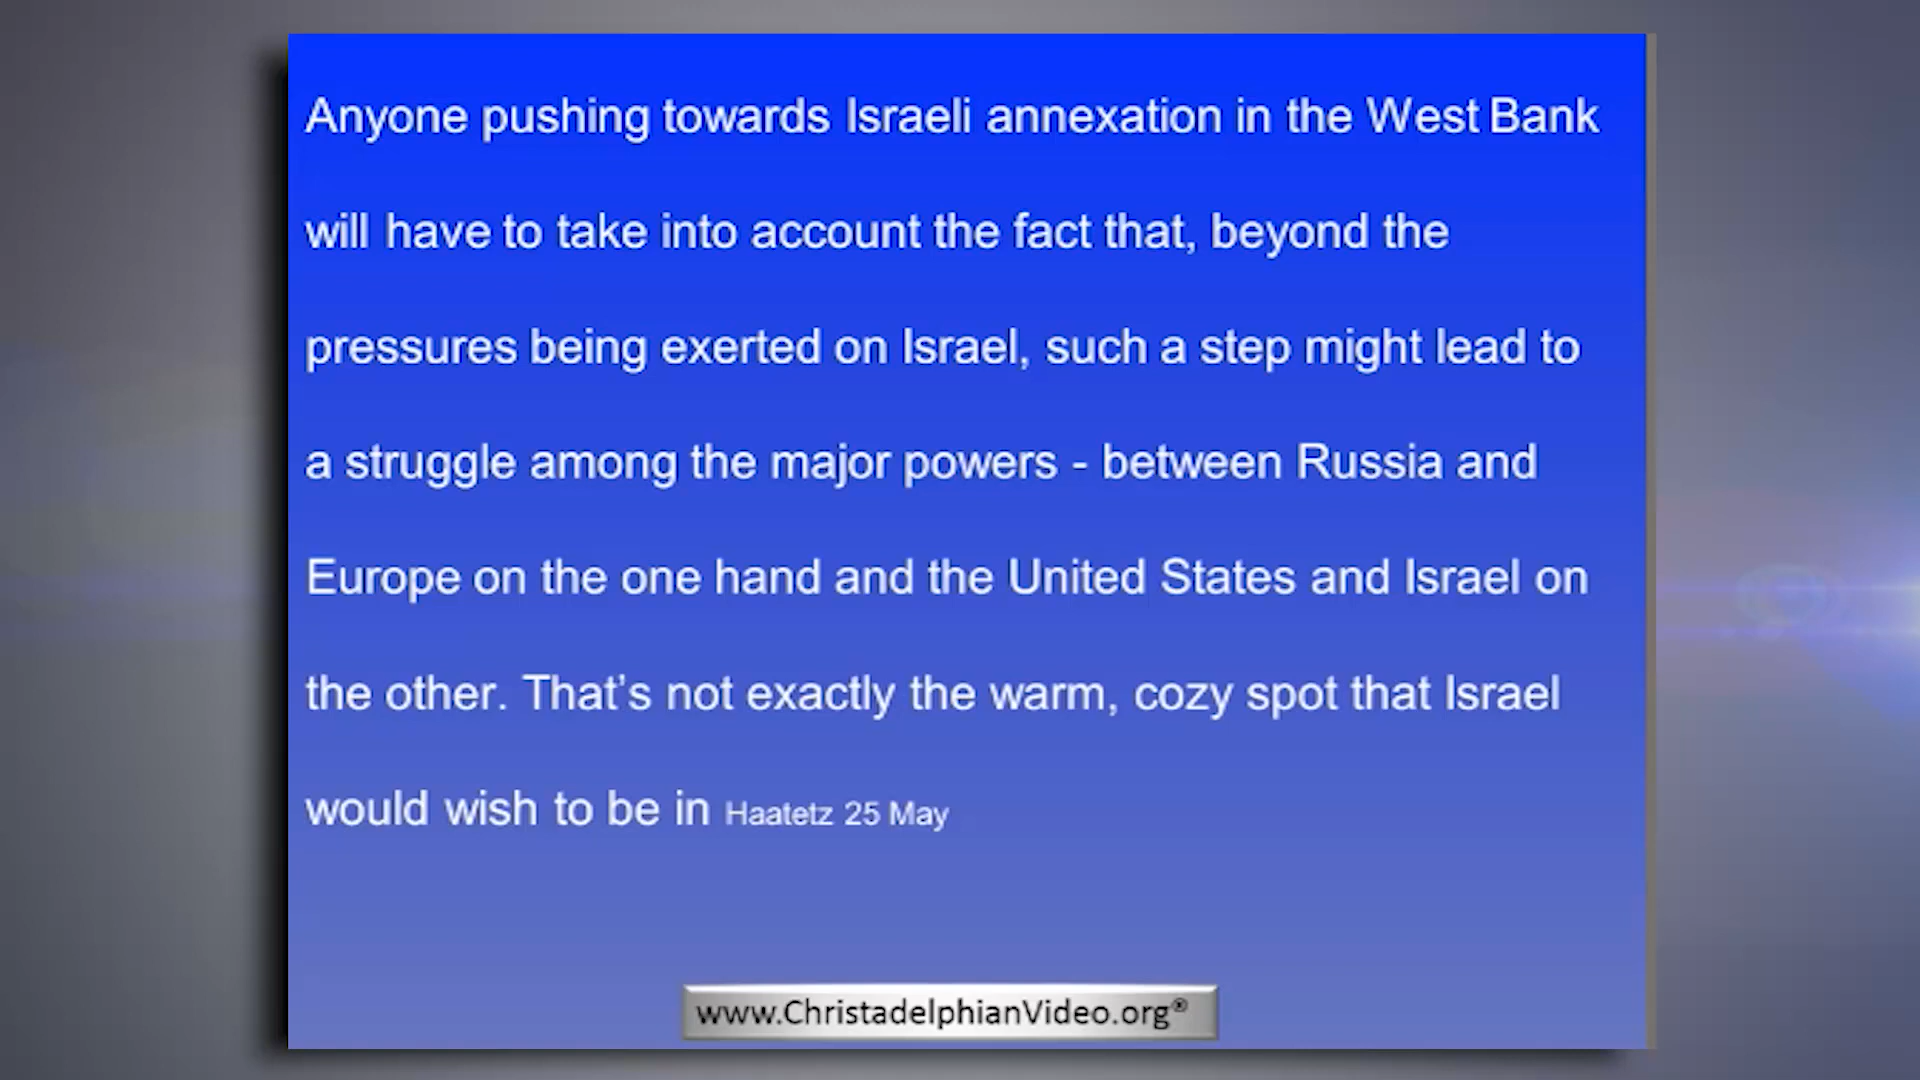 Anyone pushing towards Israeli annexation in the West Bank
will have to take into account the fact that, beyond the
pressures being exerted on Israel, such a step might lead to
a struggle among the major powers - between Russia and
Europe on the one hand and the United States and Israel on
the other. That's not exactly the warm, cozy spot that Israel
would wish to be in Haatetz 25 May
www.ChristadelphianVideo.org®